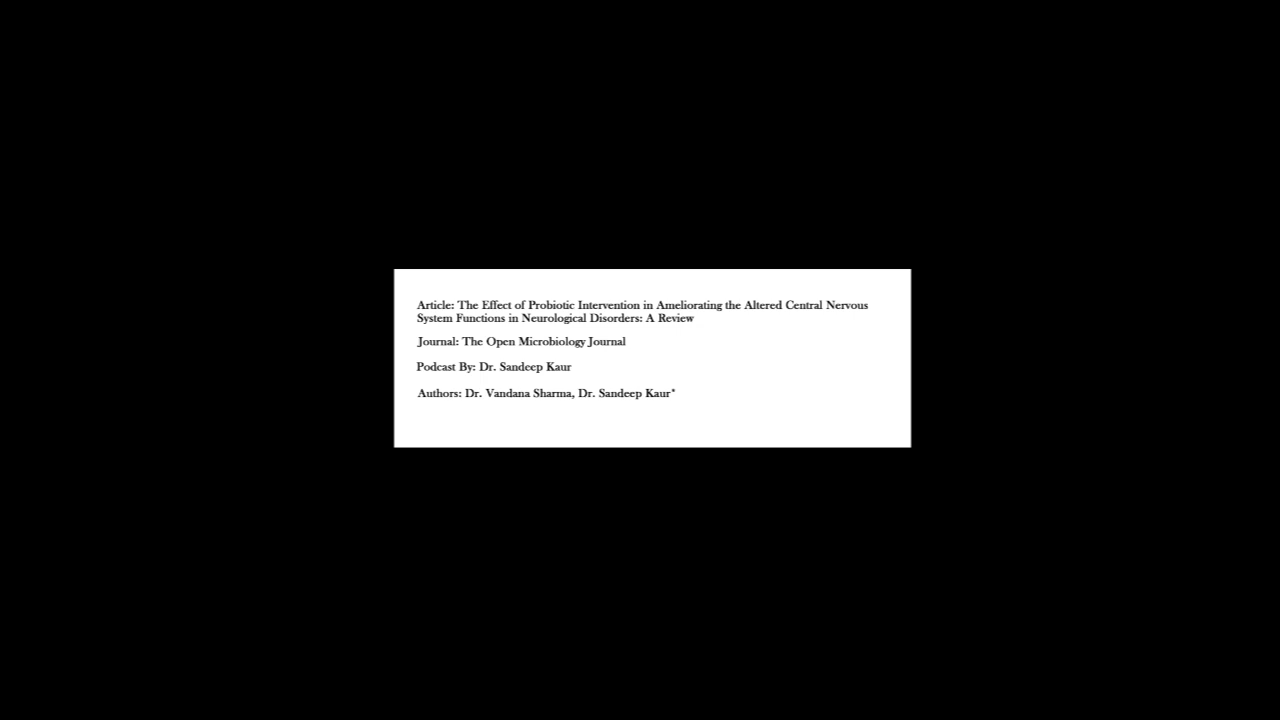 Article: The Effect of Probiotic Intervention in Ameliorating the Altered Central Nervous
System Functions in Neurological Disorders: A Review
Journal: The Open Microbiology Journal
Podcast By: Dr. Sandeep Kaur
Authors: Dr. Vandana Sharma, Dr. Sandeep Kaur*